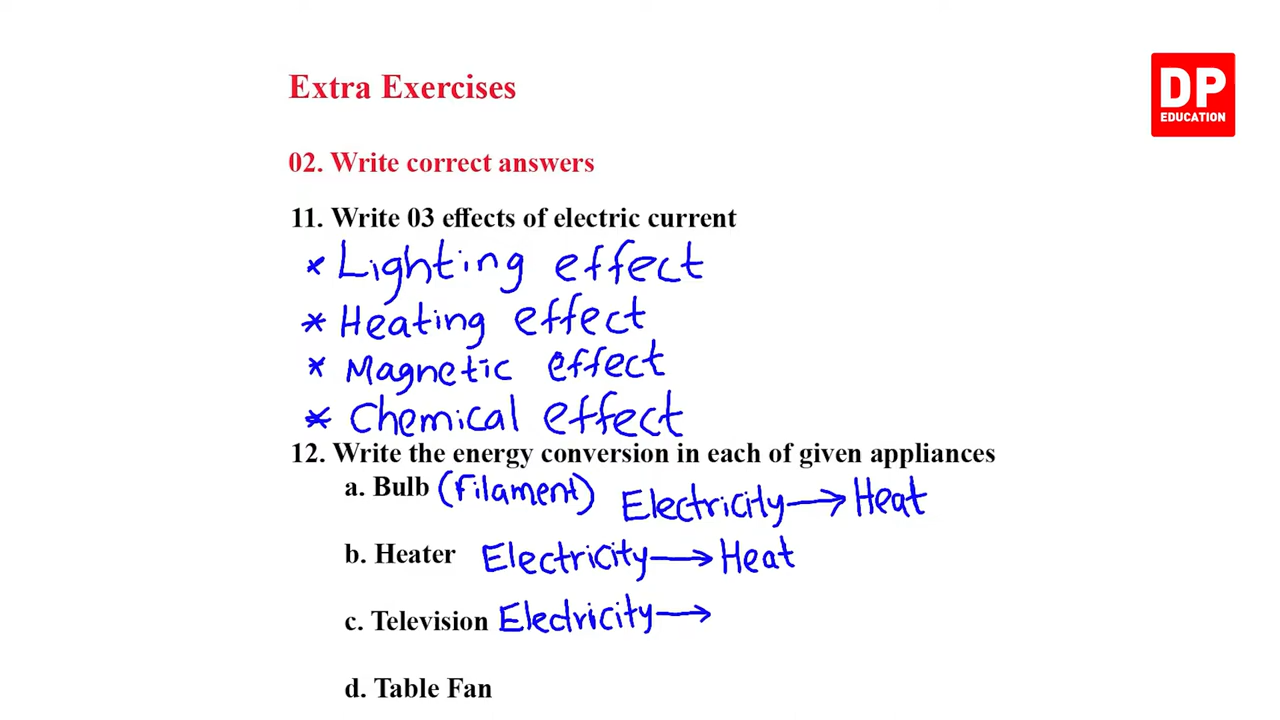 Extra Exercises
DP
EDUCATION
02. Write correct answers
11. Write 03 effects of electric current
* Lighting effect
* Heating effect
* Magnetic effect
* Chemical effect
12. Write the energy conversion in each of given appliances
a. Bulb (filament) Electricity → Heat
b. Heater Electricity → Heat
c. Television Electricity →
d. Table Fan